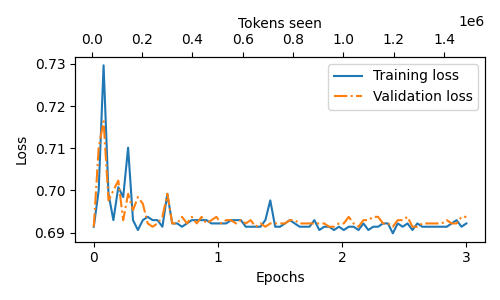 Tokens seen
0.0 0.2 0.4 0.6 0.8 1.0 1.2 1.4 1e6
0.73
0.72
0.71
0.70
0.69
Loss
Training loss
Validation loss
0 1 2 3
Epochs